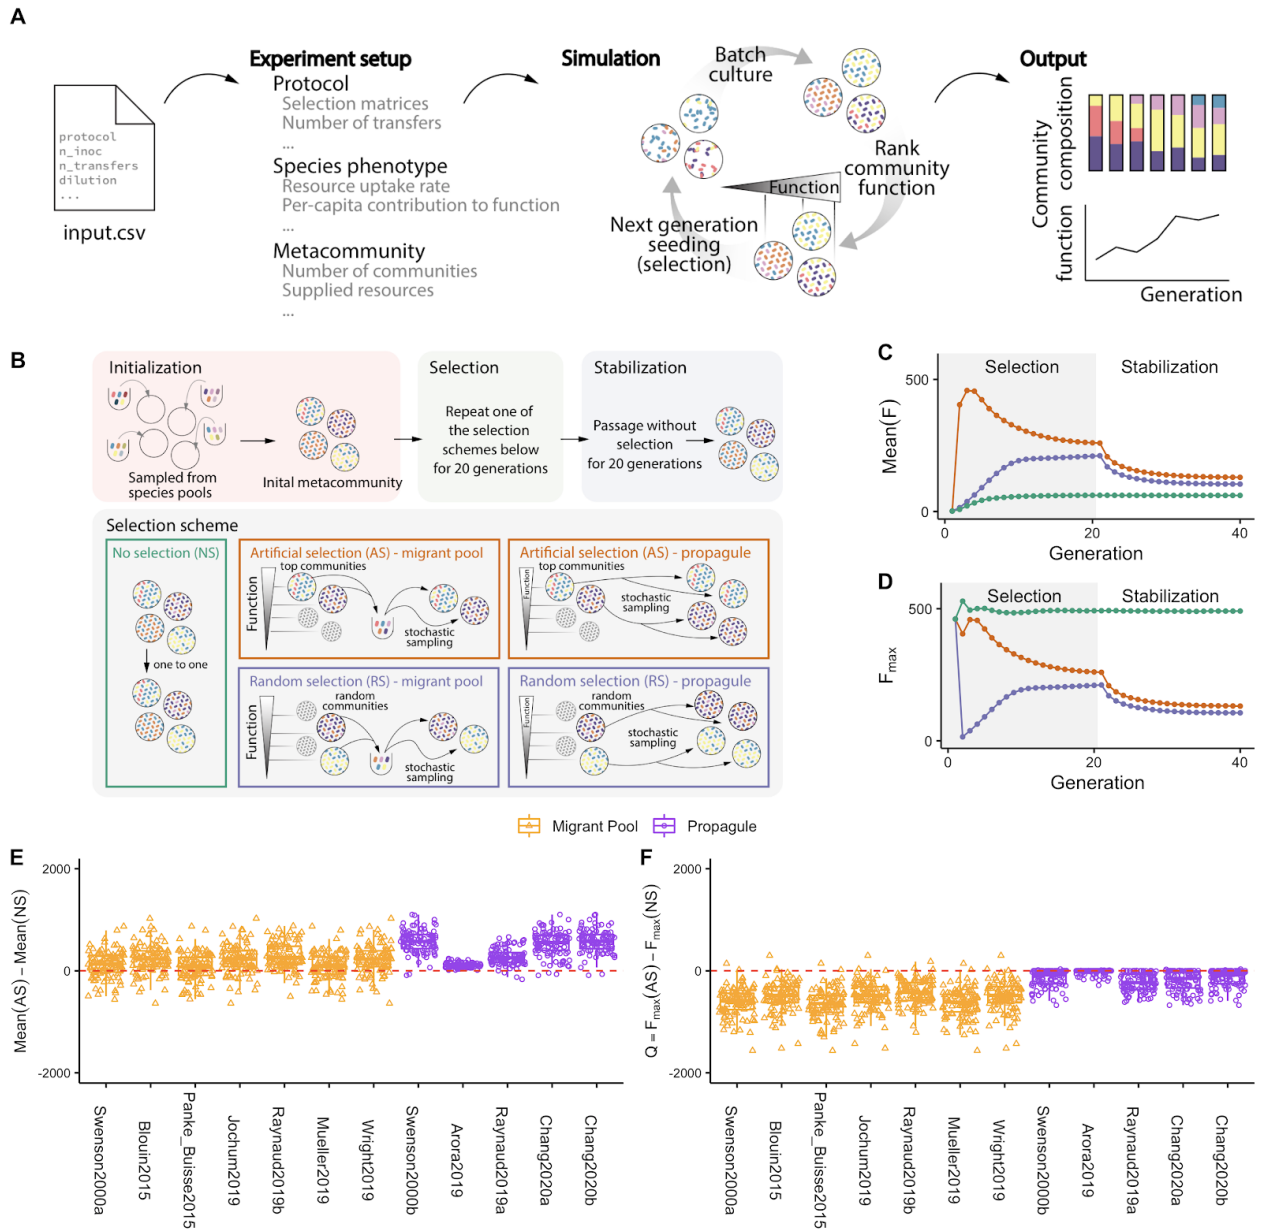 A
Experiment setup
Simulation
Output
protocol
n_inoc
n_transfers
dilution
...
input.csv
Protocol
Selection matrices
Number of transfers
...
Species phenotype
Resource uptake rate
Per-capita contribution to function
...
Metacommunity
Number of communities
Supplied resources
...
Batch
culture
Rank
community
function
Function
Next generation
seeding
(selection)
Community
composition
Community
function
Generation
B
Initialization
Sampled from
species pools
Inital metacommunity
Selection
Repeat one of
the selection
schemes below
for 20 generations
Stabilization
Passage without
selection
for 20 generations
Selection scheme
No selection (NS)
one to one
Artificial selection (AS) - migrant pool
top communities
Function
stochastic
sampling
Artificial selection (AS) - propagule
top communities
Function
stochastic
sampling
Random selection (RS) - migrant pool
random
communities
Function
stochastic
sampling
Random selection (RS) - propagule
random
communities
Function
stochastic
sampling
C
Selection
Stabilization
Mean(F)
500
0
0
20
40
Generation
D
Selection
Stabilization
Fmax
500
0
0
20
40
Generation
Migrant Pool
Propagule
E
Mean(AS) − Mean(NS)
2000
0
-2000
Swenson2000a
Blouin2015
Panke_Buisse2015
Jochum2019
Raynaud2019b
Mueller2019
Wright2019
Swenson2000b
Arora2019
Raynaud2019a
Chang2020a
Chang2020b
F
Q = Fmax(AS) − Fmax(NS)
2000
0
-2000
Swenson2000a
Blouin2015
Panke_Buisse2015
Jochum2019
Raynaud2019b
Mueller2019
Wright2019
Swenson2000b
Arora2019
Raynaud2019a
Chang2020a
Chang2020b